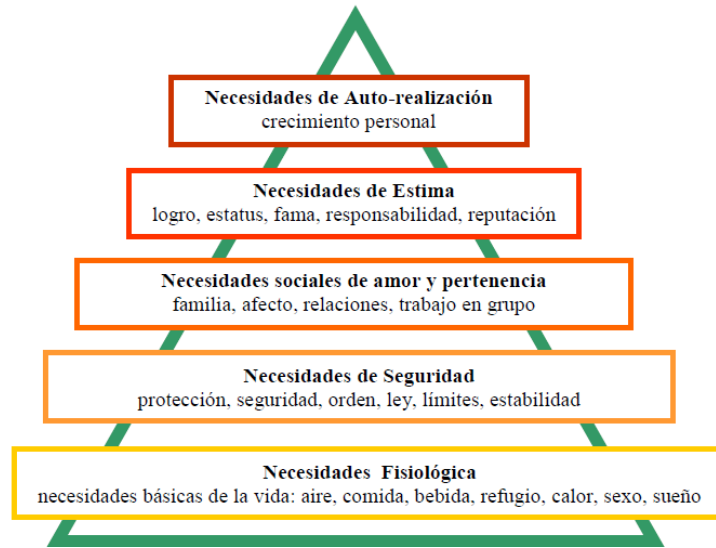 Necesidades de Auto-realización
crecimiento personal
Necesidades de Estima
logro, estatus, fama, responsabilidad, reputación
Necesidades sociales de amor y pertenencia
familia, afecto, relaciones, trabajo en grupo
Necesidades de Seguridad
protección, seguridad, orden, ley, límites, estabilidad
Necesidades Fisiológica
necesidades básicas de la vida: aire, comida, bebida, refugio, calor, sexo, sueño